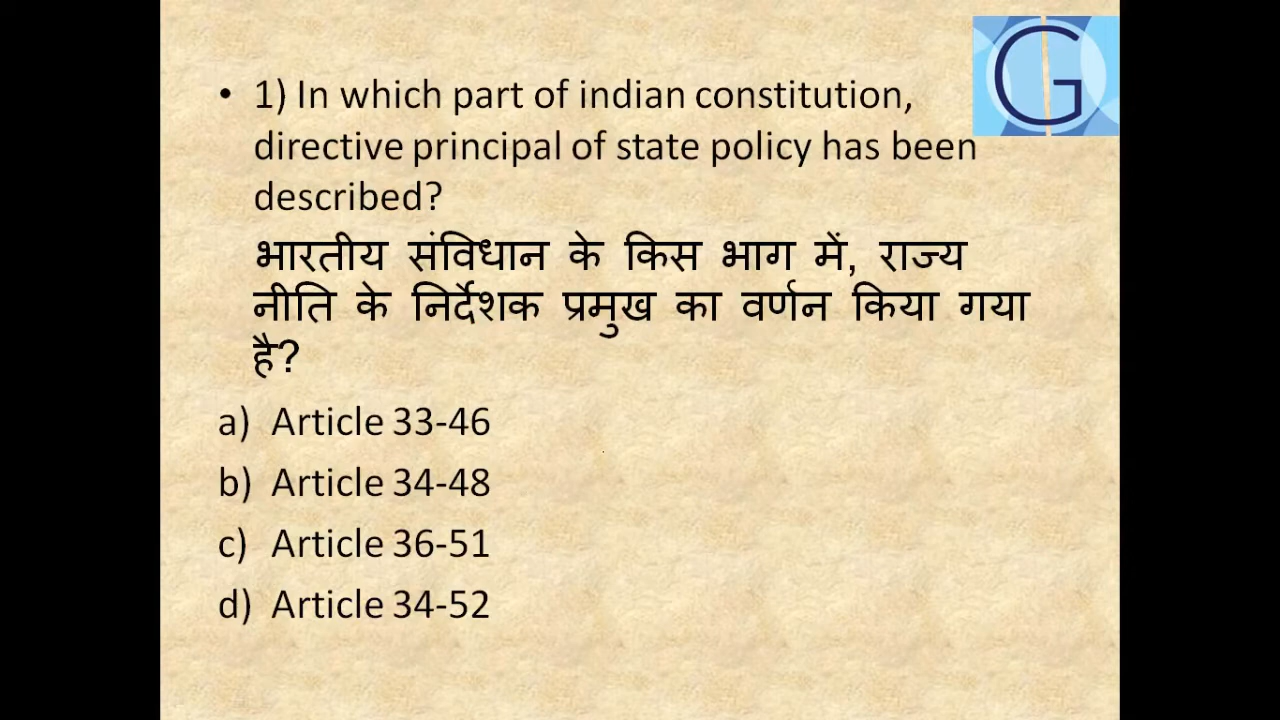 • 1) In which part of indian constitution,
directive principal of state policy has been
described?
भारतीय संविधान के किस भाग में, राज्य
नीति के निर्देशक प्रमुख का वर्णन किया गया
है?
a) Article 33-46
b) Article 34-48
c) Article 36-51
d) Article 34-52
G